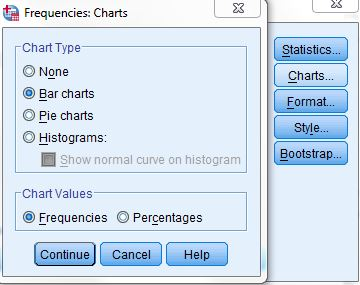 Frequencies: Charts
Chart Type
None
Bar charts
Pie charts
Histograms:
Show normal curve on histogram
Chart Values
Frequencies Percentages
Continue Cancel Help
Statistics...
Charts...
Format...
Style...
Bootstrap...